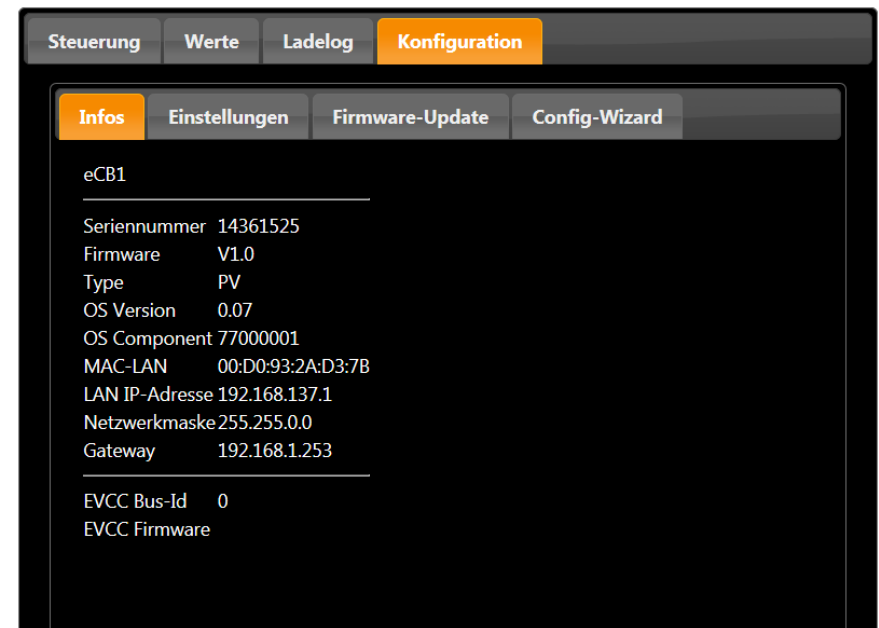 Steuerung Werte Ladelog Konfiguration
Infos Einstellungen Firmware-Update Config-Wizard
eCB1
Seriennummer 14361525
Firmware V1.0
Type PV
OS Version 0.07
OS Component 77000001
MAC-LAN 00:D0:93:2A:D3:7B
LAN IP-Adresse 192.168.137.1
Netzwerkmaske 255.255.0.0
Gateway 192.168.1.253
EVCC Bus-Id 0
EVCC Firmware